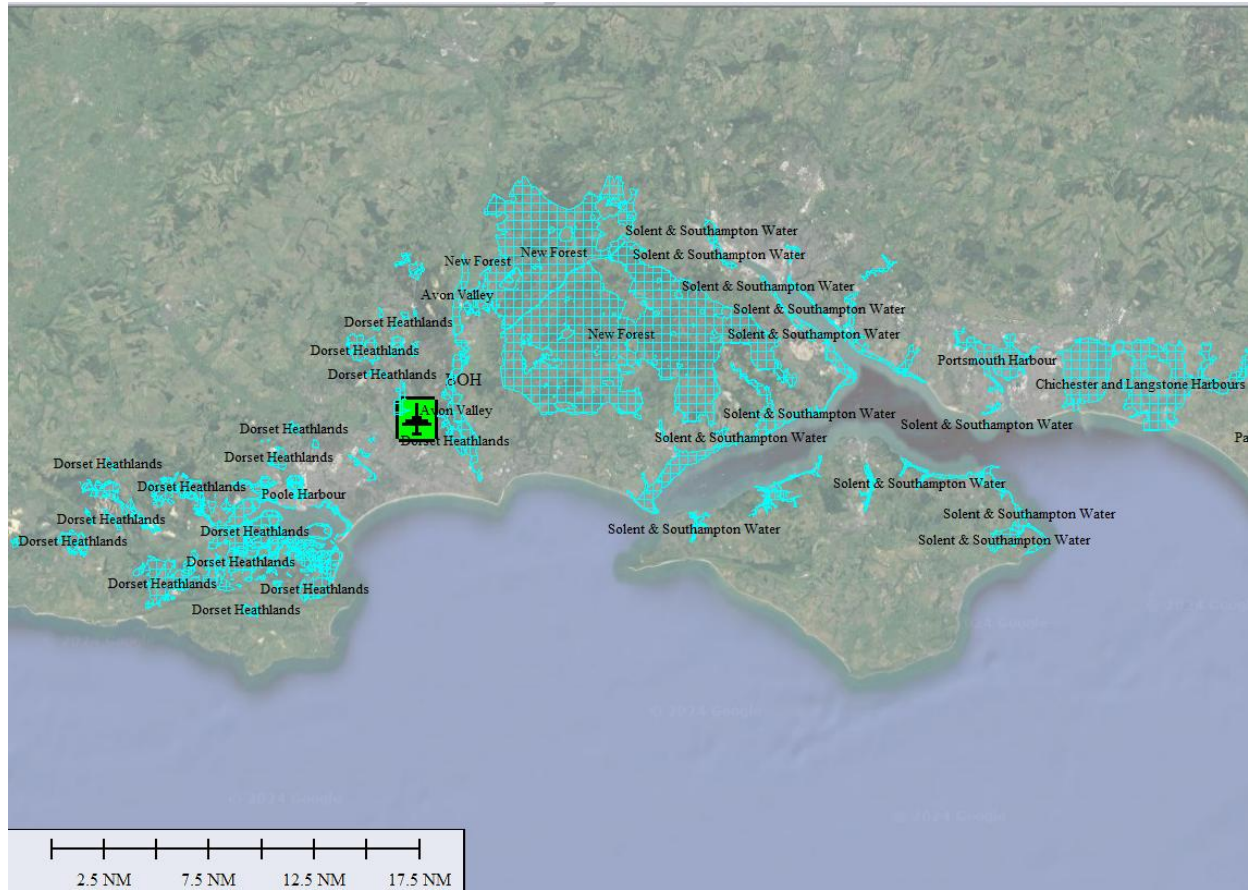 Solent & Southampton Water
New Forest
Solent & Southampton Water
New Forest
Solent & Southampton Water
Avon Valley
Solent & Southampton Water
Dorset Heathlands
New Forest
Solent & Southampton Water
Dorset Heathlands
Portsmouth Harbour
Dorset Heathlands
OH
Chichester and Langstone Harbours
Avon Valley
Solent & Southampton Water
Dorset Heathlands
Solent & Southampton Water
Dorset Heathlands
Solent & Southampton Water
Pa
Dorset Heathlands
Dorset Heathlands
Dorset Heathlands
Poole Harbour
Solent & Southampton Water
Dorset Heathlands
Solent & Southampton Water
Dorset Heathlands
Solent & Southampton Water
Dorset Heathlands
Solent & Southampton Water
Dorset Heathlands
Dorset Heathlands
Dorset Heathlands
Dorset Heathlands
© 2024 Google
2.5 NM 7.5 NM 12.5 NM 17.5 NM